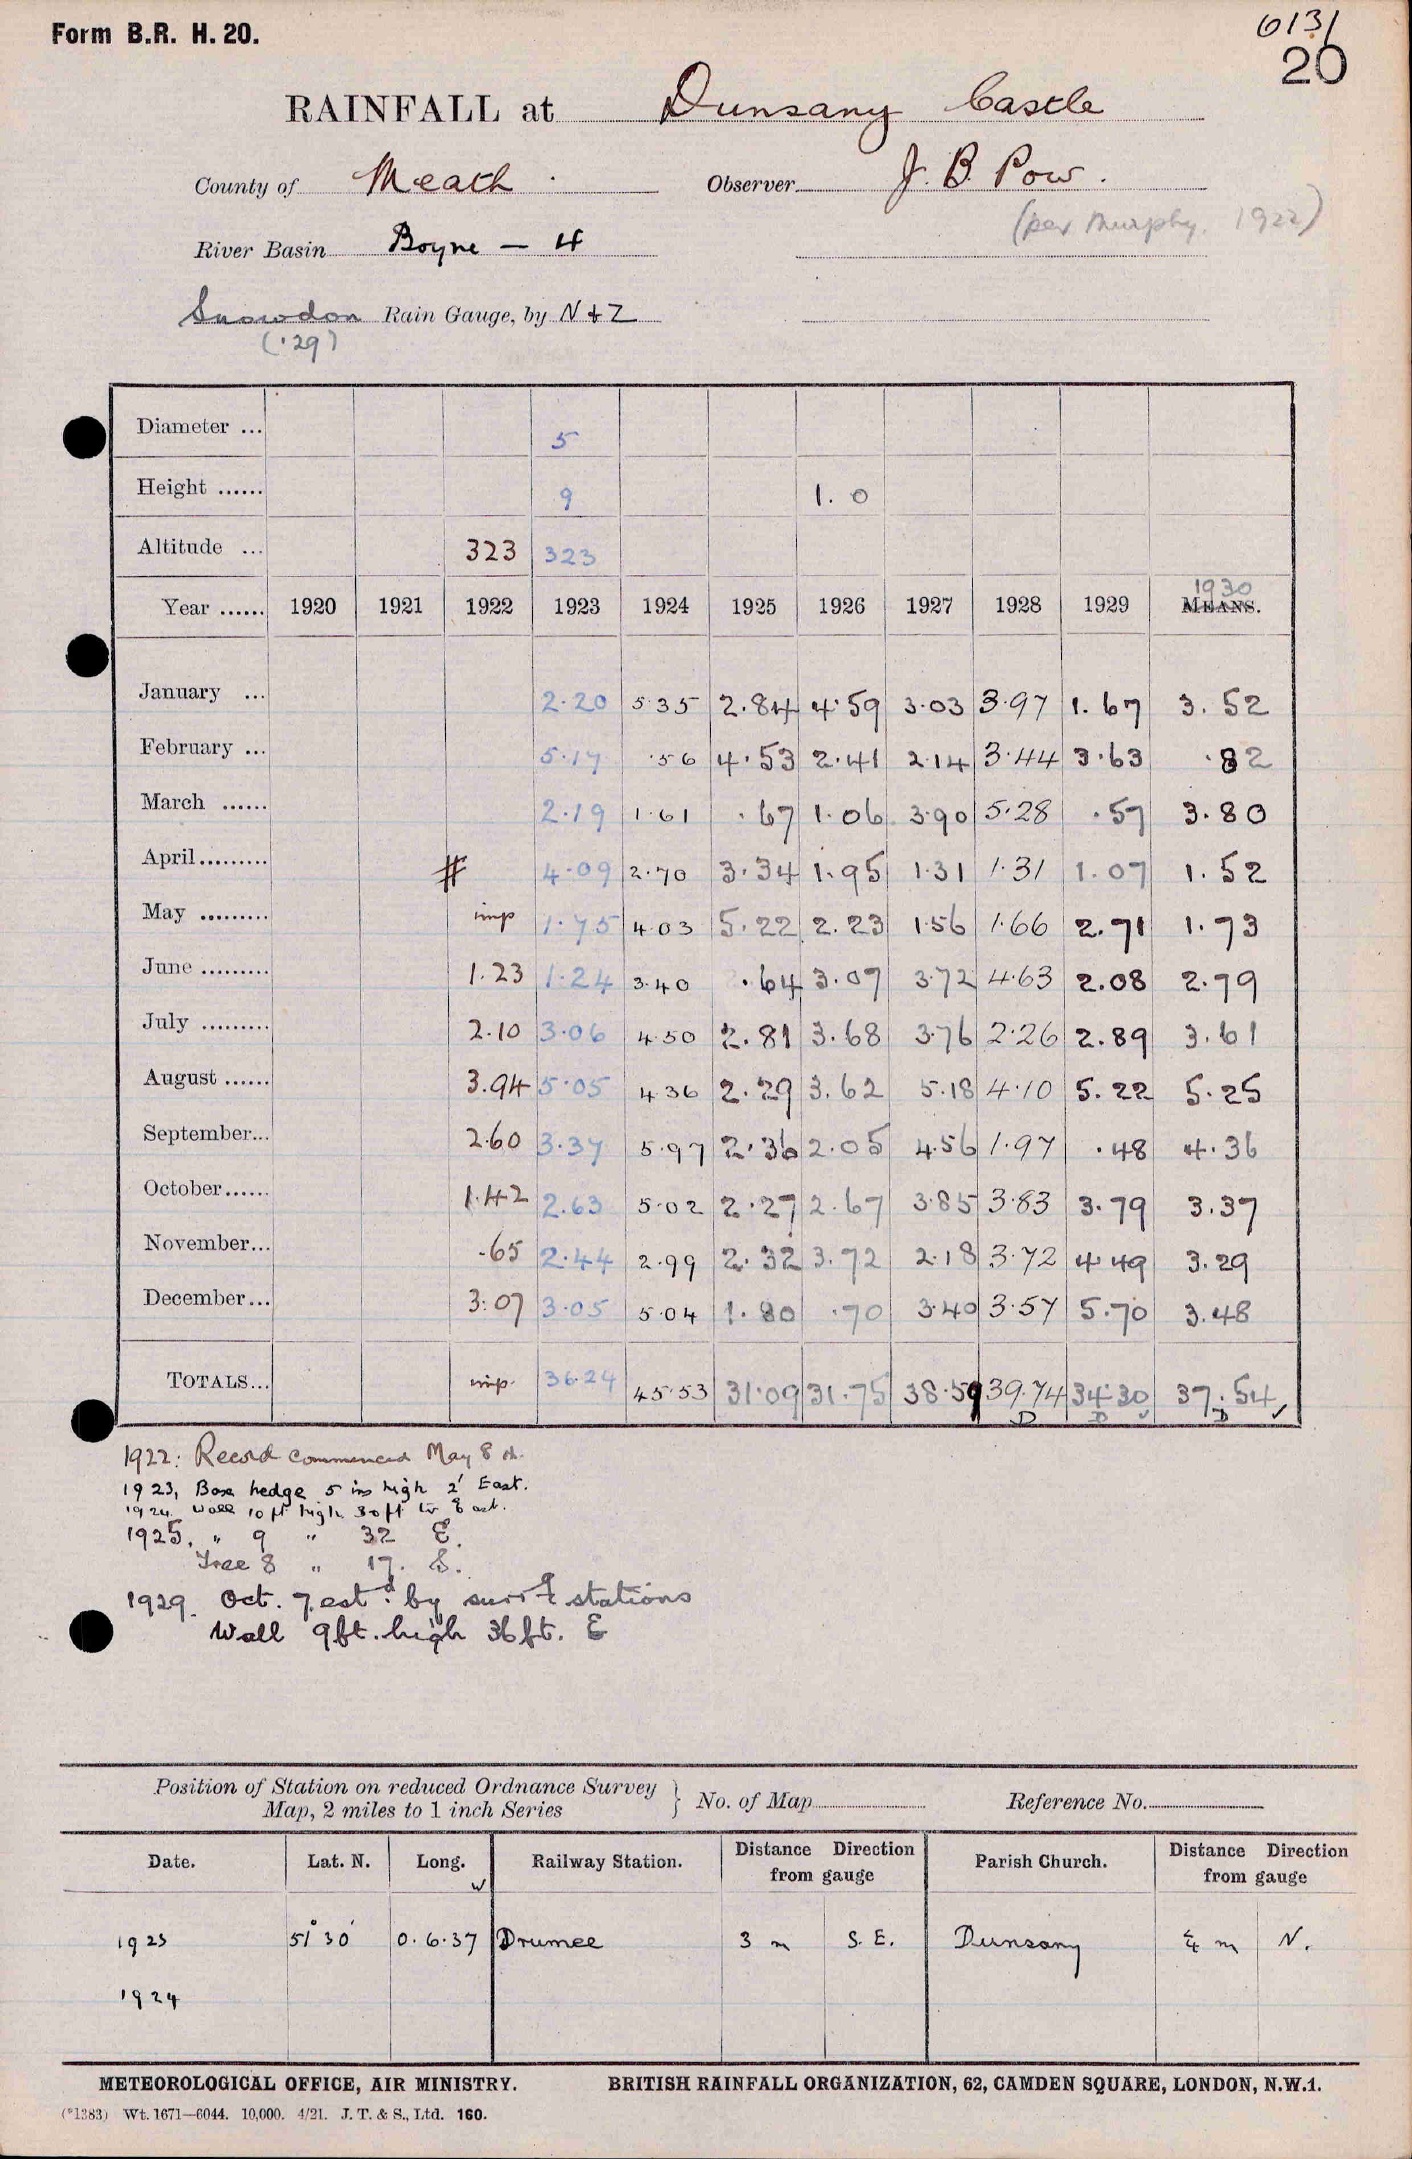 Form B.R. H. 20.
6131
20
RAINFALL at Dunsany Castle
County of Meath. Observer J. B. Pow.
(per Murphy. 1922)
River Basin Boyne — 4
Snowdon Rain Gauge, by N & Z
('29)
Diameter ... 5
Height ...... 9 1. 0
Altitude ... 323 323
1930
Year ...... 1920 1921 1922 1923 1924 1925 1926 1927 1928 1929 MEANS.
January ... 2.20 5.35 2.84 4.59 3.03 3.97 1.67 3.52
February ... 5.17 .56 4.53 2.41 2.14 3.44 3.63 .82
March ...... 2.19 1.61 .67 1.06 3.90 5.28 .57 3.80
April......... # 4.09 2.70 3.34 1.95 1.31 1.31 1.07 1.52
May ......... imp 1.75 4.03 5.22 2.23 1.56 1.66 2.71 1.73
June ......... 1.23 1.24 3.40 .64 3.07 3.72 4.63 2.08 2.79
July ......... 2.10 3.06 4.50 2.81 3.68 3.76 2.26 2.89 3.61
August ...... 3.94 5.05 4.36 2.29 3.62 5.18 4.10 5.22 5.25
September... 2.60 3.37 5.97 2.36 2.05 4.56 1.97 .48 4.36
October...... 1.42 2.63 5.02 2.27 2.67 3.85 3.83 3.79 3.37
November... .65 2.44 2.99 2.32 3.72 2.18 3.72 4.49 3.29
December... 3.07 3.05 5.04 1.80 .70 3.40 3.57 5.70 3.48
TOTALS... imp. 36.24 45.53 31.09 31.75 38.59 39.74 34.30 37.54 ✓
D D ✓ D
1922: Record commenced May 8th.
1923, Box hedge 5 ins high 2' East.
1924 Wall 10 ft high 30 ft to East.
1925, " 9 " 32 E.
Tree 8 " 17. S.
1929. Oct. 7 estd. by surrg stations
Wall 9ft. high 36ft. E
Position of Station on reduced Ordnance Survey
Map, 2 miles to 1 inch Series } No. of Map Reference No.
Date. Lat. N. Long. W Railway Station. Distance Direction from gauge Parish Church. Distance Direction from gauge
1923 51° 30' 0. 6. 37 Drumee 3 m S. E. Dunsany ¼ m N.
1924
METEOROLOGICAL OFFICE, AIR MINISTRY. BRITISH RAINFALL ORGANIZATION, 62, CAMDEN SQUARE, LONDON, N.W.1.
(*1383) Wt. 1671—6044. 10,000. 4/21. J. T. & S., Ltd. 160.